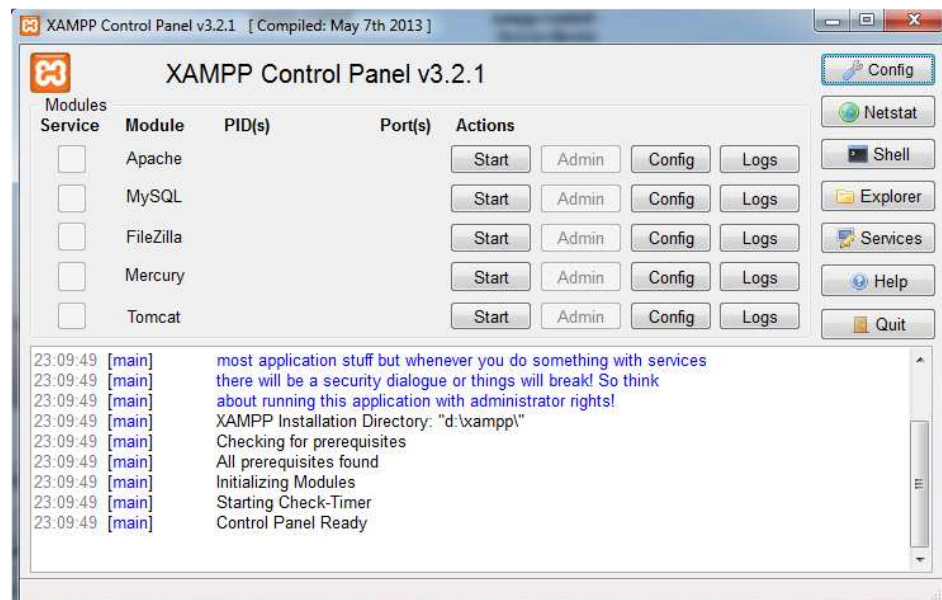 XAMPP Control Panel v3.2.1 [ Compiled: May 7th 2013 ]
XAMPP Control Panel v3.2.1
Config
Modules
Service Module PID(s) Port(s) Actions
Netstat
Apache Start Admin Config Logs
Shell
MySQL Start Admin Config Logs
Explorer
FileZilla Start Admin Config Logs
Services
Mercury Start Admin Config Logs
Help
Tomcat Start Admin Config Logs
Quit
23:09:49 [main] most application stuff but whenever you do something with services
23:09:49 [main] there will be a security dialogue or things will break! So think
23:09:49 [main] about running this application with administrator rights!
23:09:49 [main] XAMPP Installation Directory: "d:\xampp\"
23:09:49 [main] Checking for prerequisites
23:09:49 [main] All prerequisites found
23:09:49 [main] Initializing Modules
23:09:49 [main] Starting Check-Timer
23:09:49 [main] Control Panel Ready